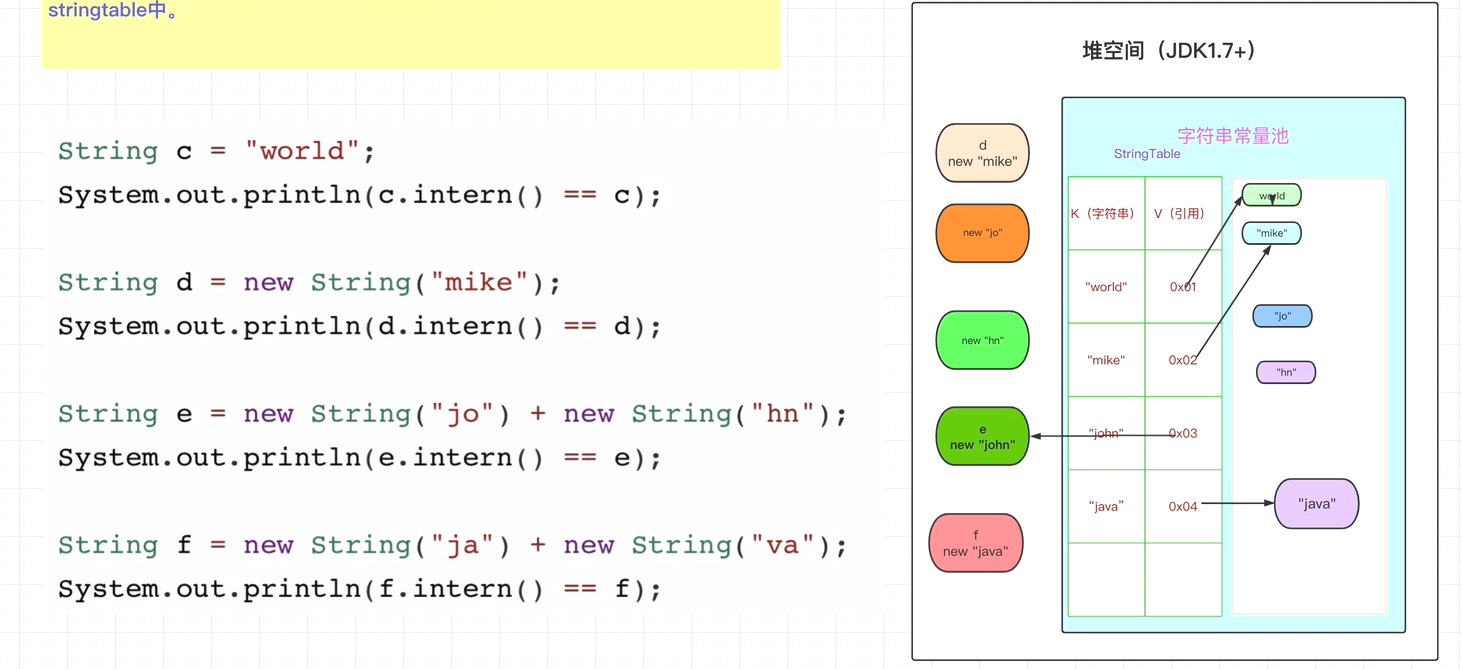 stringtable中。
String c = "world";
System.out.println(c.intern() == c);
String d = new String("mike");
System.out.println(d.intern() == d);
String e = new String("jo") + new String("hn");
System.out.println(e.intern() == e);
String f = new String("ja") + new String("va");
System.out.println(f.intern() == f);
堆空间（JDK1.7+）
d
new "mike"
new "jo"
new "hn"
e
new "john"
f
new "java"
字符串常量池
StringTable
K（字符串） V（引用）
"world" 0x01
"mike" 0x02
"john" 0x03
“java” 0x04
world
"mike"
"jo"
"hn"
"java"